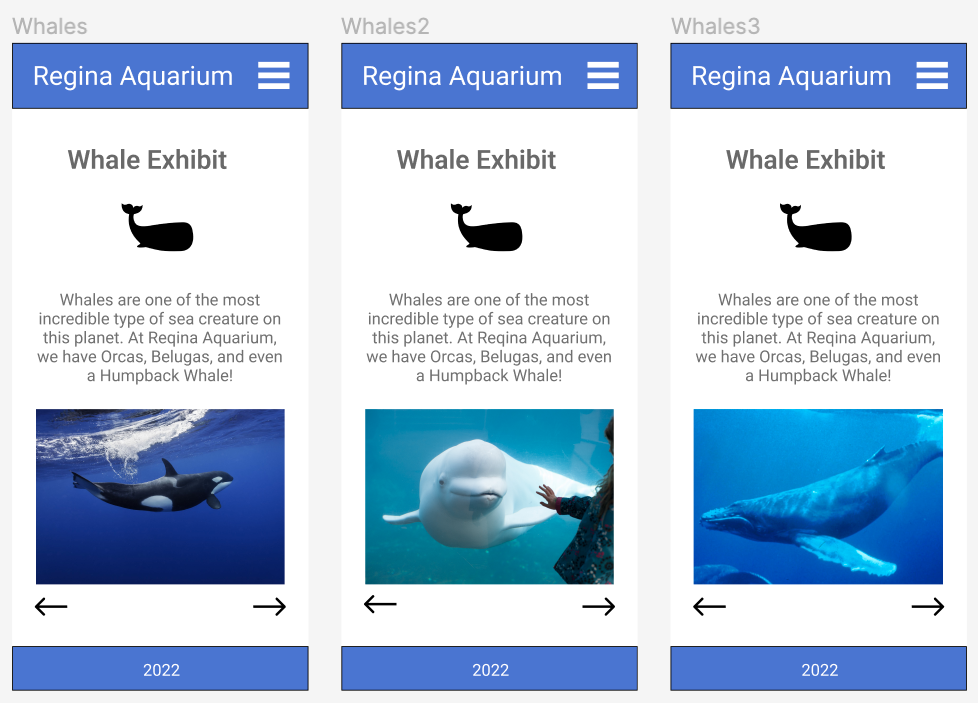 Whales
Regina Aquarium
Whale Exhibit
Whales are one of the most
incredible type of sea creature on
this planet. At Reqina Aquarium,
we have Orcas, Belugas, and even
a Humpback Whale!
2022
Whales2
Regina Aquarium
Whale Exhibit
Whales are one of the most
incredible type of sea creature on
this planet. At Reqina Aquarium,
we have Orcas, Belugas, and even
a Humpback Whale!
2022
Whales3
Regina Aquarium
Whale Exhibit
Whales are one of the most
incredible type of sea creature on
this planet. At Reqina Aquarium,
we have Orcas, Belugas, and even
a Humpback Whale!
2022